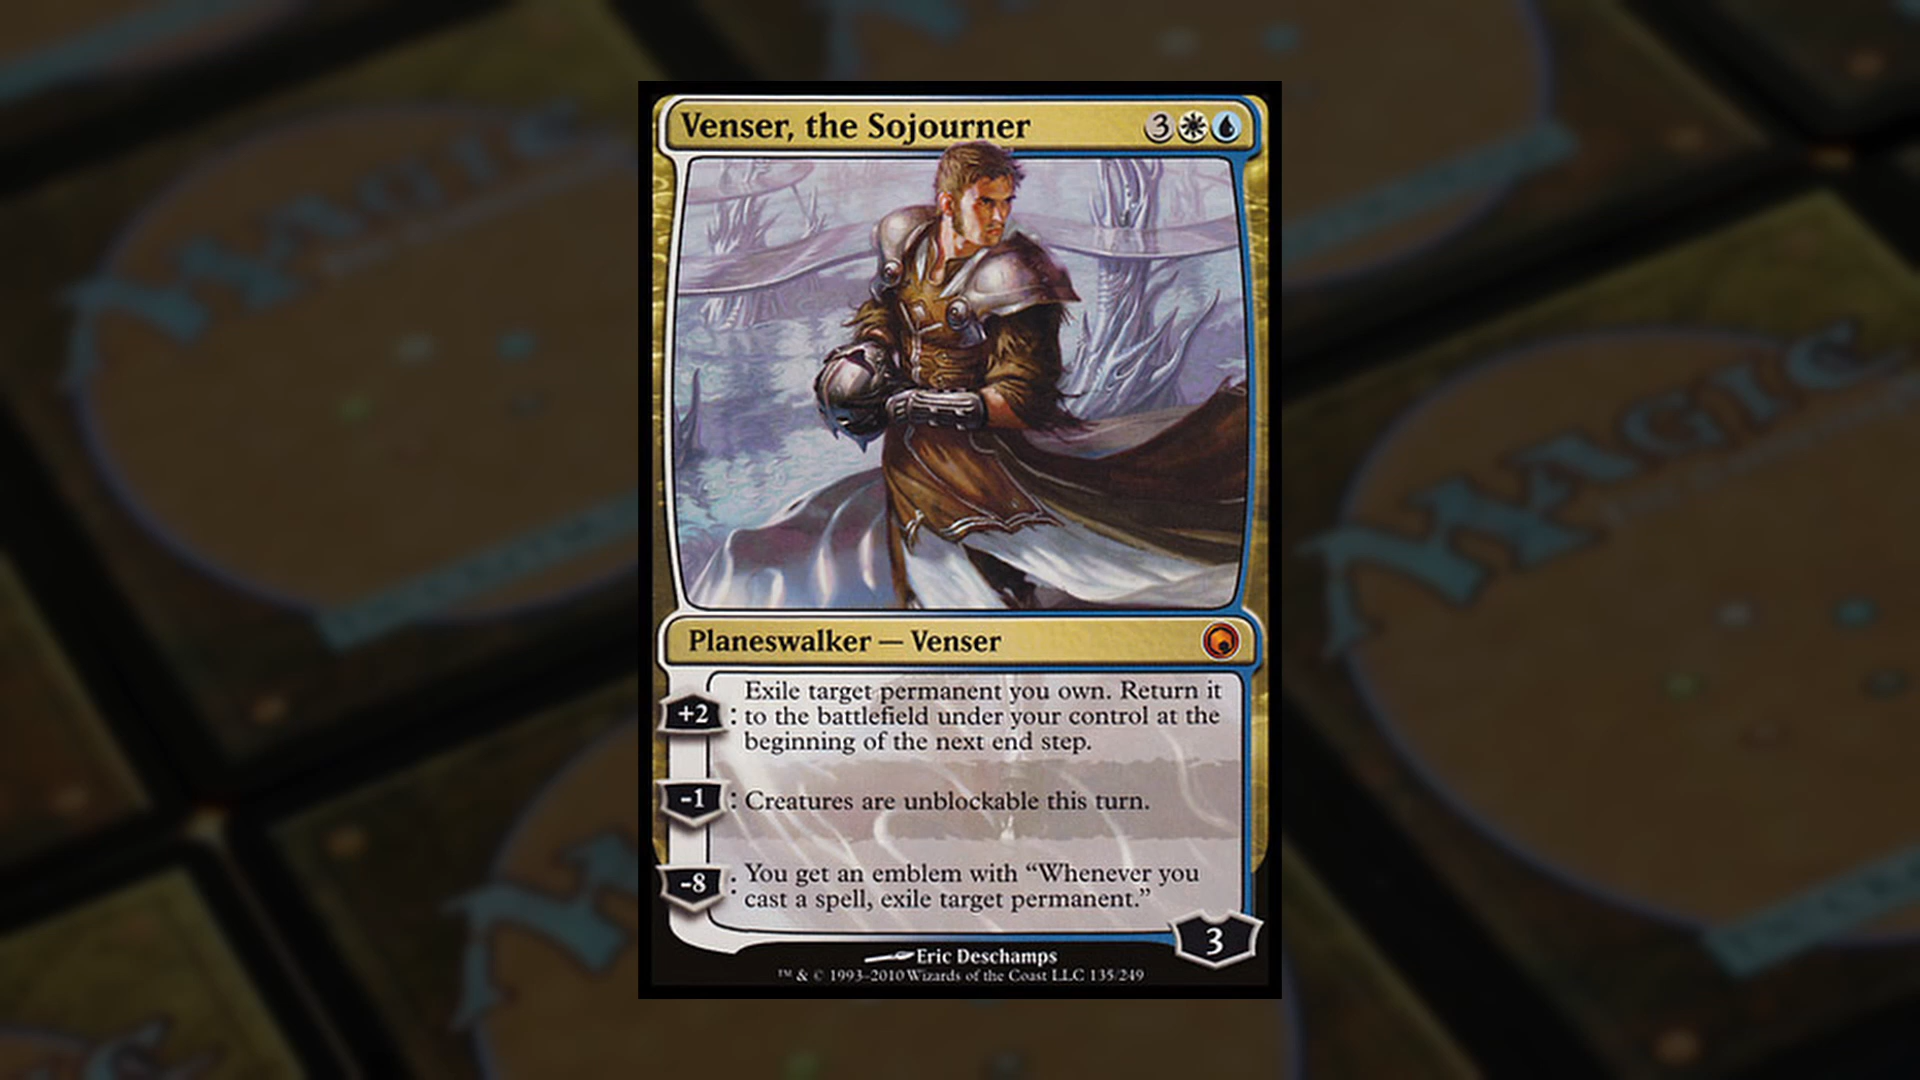 Venser, the Sojourner
3
Planeswalker — Venser
Exile target permanent you own. Return it
+2 : to the battlefield under your control at the
beginning of the next end step.
-1 : Creatures are unblockable this turn.
You get an emblem with “Whenever you
-8 : cast a spell, exile target permanent.”
3
Eric Deschamps
™ & © 1993–2010 Wizards of the Coast LLC 135/249
MAGIC
MAGIC